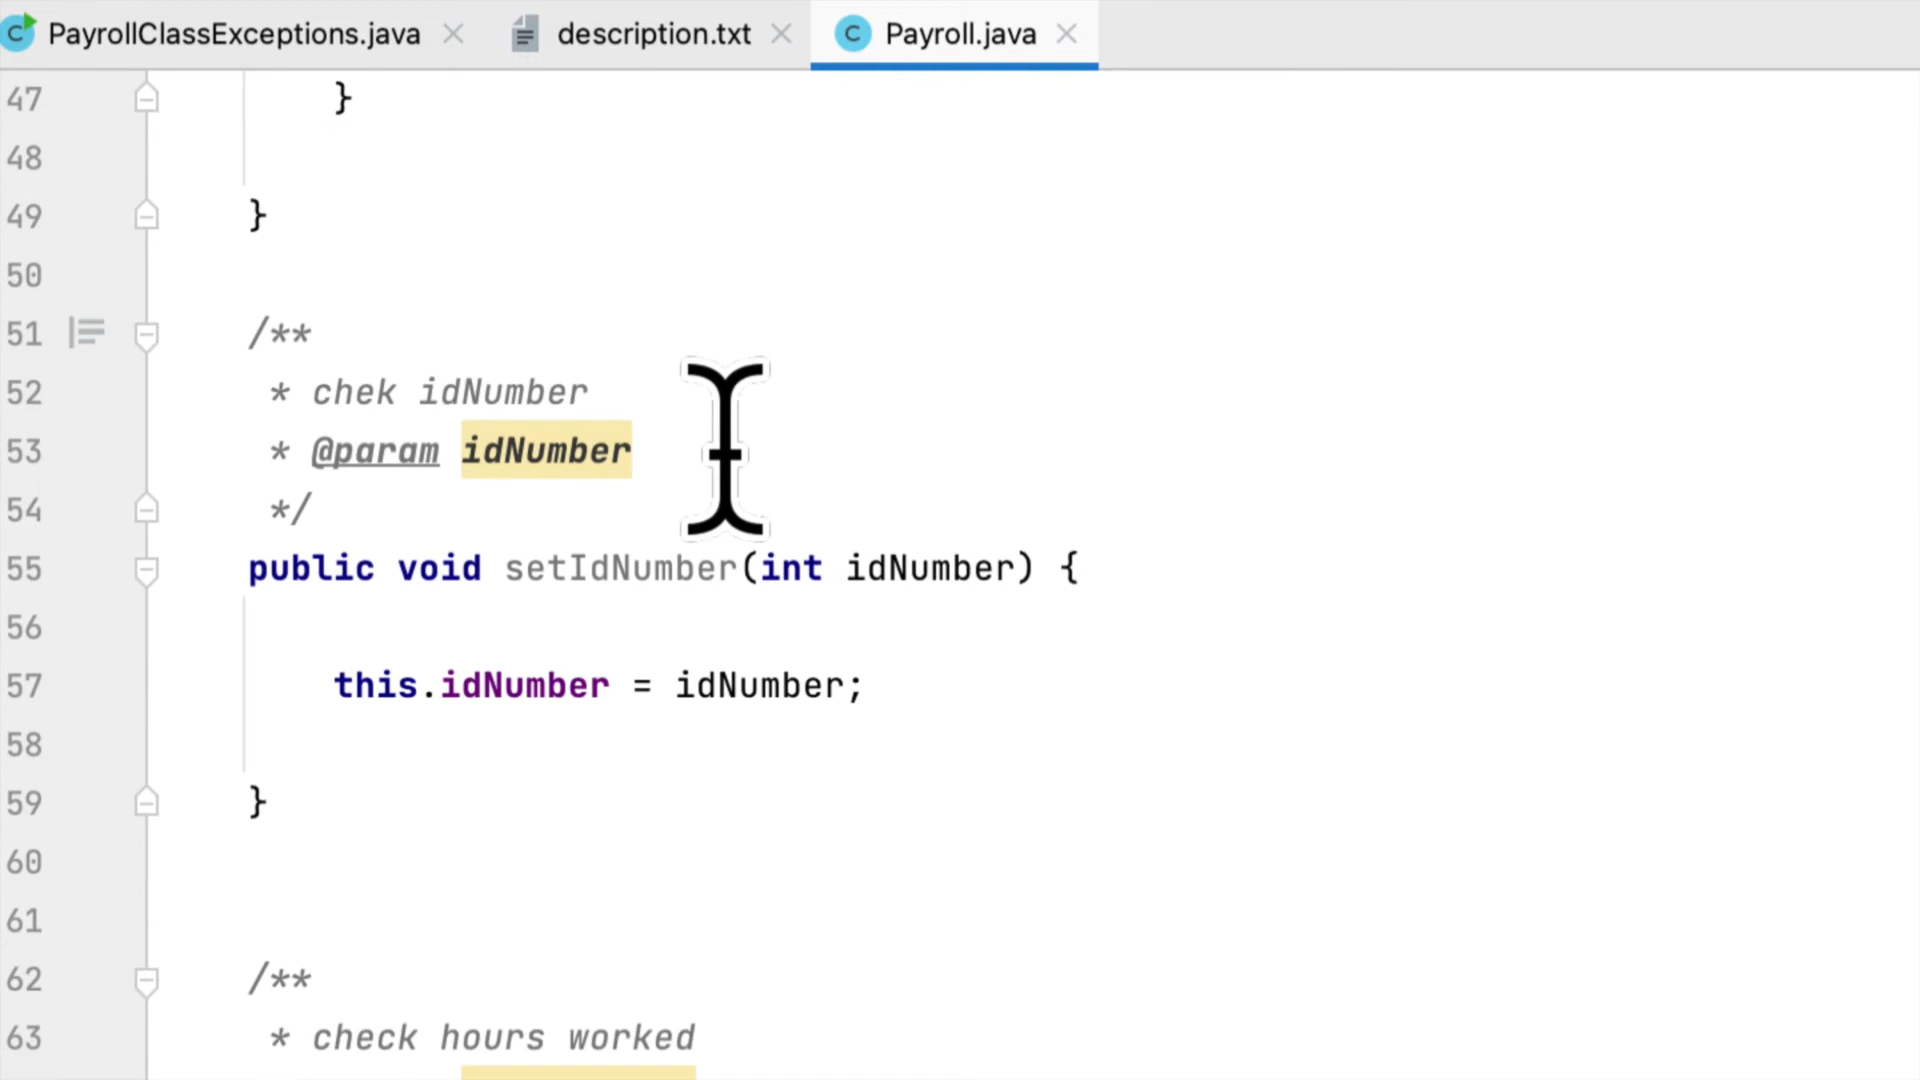 PayrollClassExceptions.java description.txt Payroll.java
47 }
48
49 }
50
51 /**
52 * chek idNumber
53 * @param idNumber
54 */
55 public void setIdNumber(int idNumber) {
56
57 this.idNumber = idNumber;
58
59 }
60
61
62 /**
63 * check hours worked